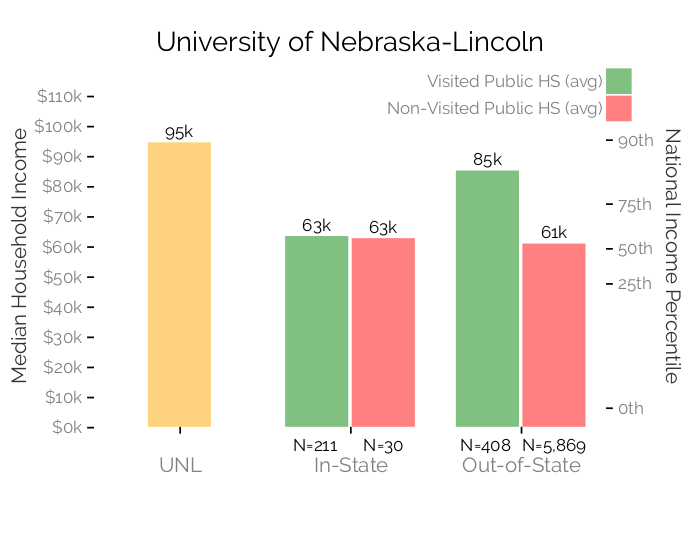 University of Nebraska-Lincoln
Visited Public HS (avg)
Non-Visited Public HS (avg)
Median Household Income
$110k
$100k
$90k
$80k
$70k
$60k
$50k
$40k
$30k
$20k
$10k
$0k
95k
63k
63k
85k
61k
90th
75th
50th
25th
0th
National Income Percentile
N=211 N=30 N=408 N=5,869
UNL In-State Out-of-State